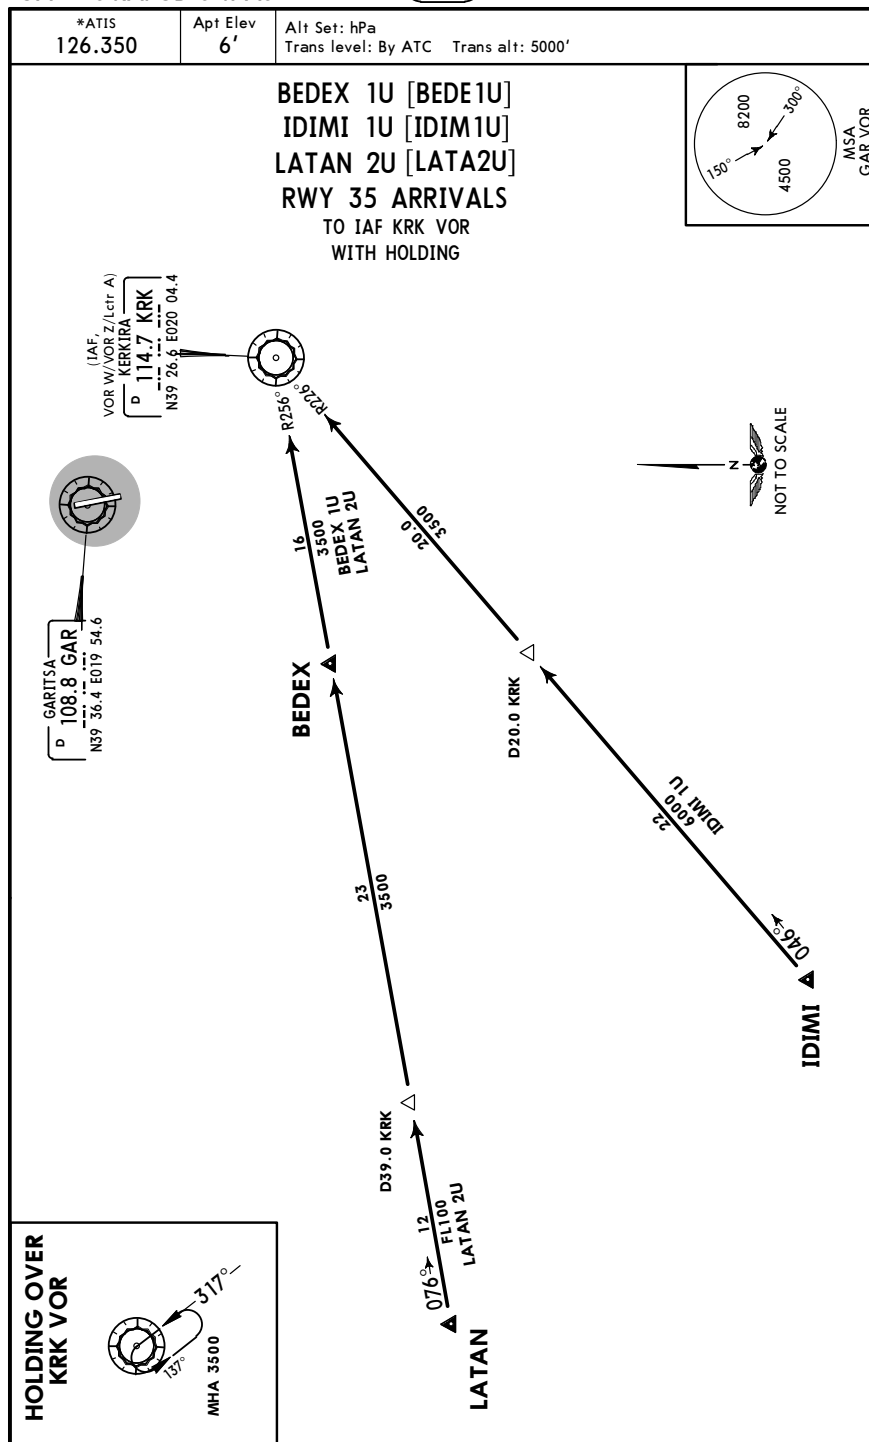 *ATIS
126.350
Apt Elev
6'
Alt Set: hPa
Trans level: By ATC Trans alt: 5000'
BEDEX 1U [BEDE1U]
IDIMI 1U [IDIM1U]
LATAN 2U [LATA2U]
RWY 35 ARRIVALS
TO IAF KRK VOR
WITH HOLDING
8200
300°
150°
4500
MSA
GAR VOR
(IAF,
VOR W/VOR Z/Lctr A)
KERKIRA
D 114.7 KRK
N39 26.6 E020 04.4
R256°
R226°
GARITSA
D 108.8 GAR
N39 36.4 E019 54.6
N
NOT TO SCALE
16
3500
BEDEX 1U
LATAN 2U
20.0
3500
BEDEX
D20.0 KRK
22
6000
IDIMI 1U
23
3500
046°
IDIMI
D39.0 KRK
12
FL100
LATAN 2U
076°
LATAN
HOLDING OVER
KRK VOR
317°
137°
MHA 3500